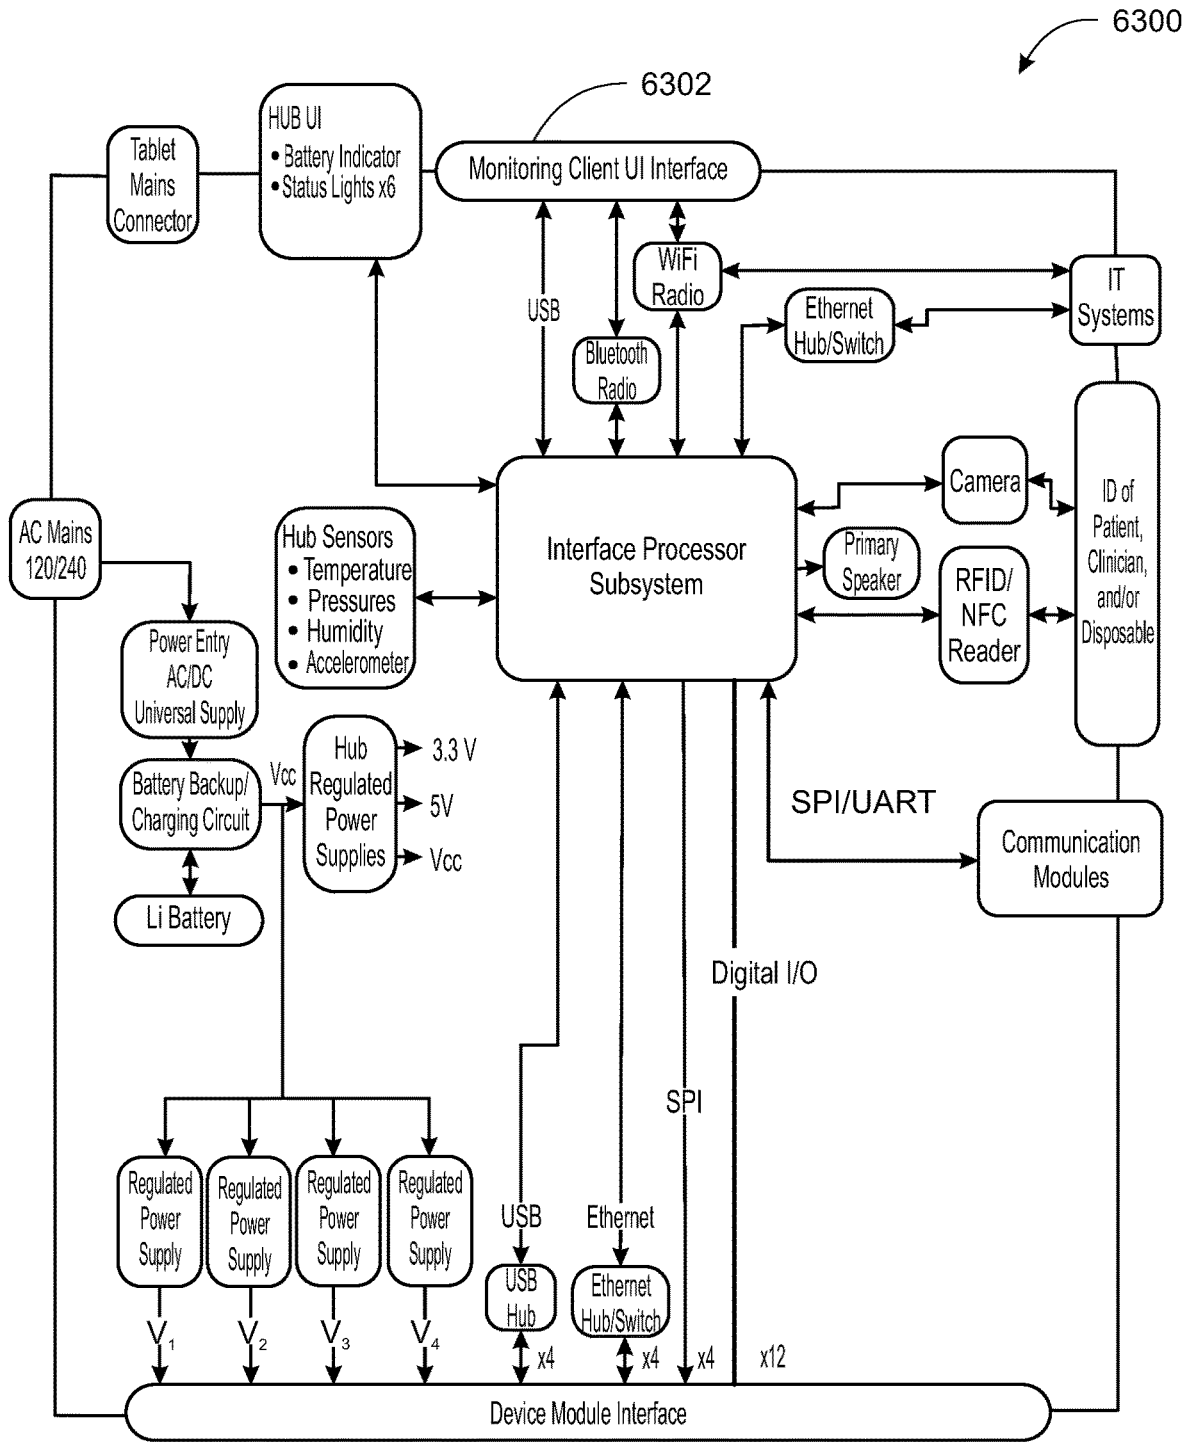 6300
6302
HUB UI
• Battery Indicator
• Status Lights x6
Tablet
Mains
Connector
Monitoring Client UI Interface
WiFi
Radio
USB
IT
Systems
Ethernet
Hub/Switch
Bluetooth
Radio
Camera
ID of
Patient,
Clinician,
and/or
Disposable
AC Mains
120/240
Hub Sensors
• Temperature
• Pressures
• Humidity
• Accelerometer
Interface Processor
Subsystem
Primary
Speaker
RFID/
NFC
Reader
Power Entry
AC/DC
Universal Supply
Battery Backup/
Charging Circuit
Vcc
Hub
Regulated
Power
Supplies
3.3 V
5V
Vcc
Li Battery
SPI/UART
Communication
Modules
Digital I/O
SPI
Regulated
Power
Supply
Regulated
Power
Supply
Regulated
Power
Supply
Regulated
Power
Supply
USB
Ethernet
USB
Hub
Ethernet
Hub/Switch
V1
V2
V3
V4
x4
x4
x4
x12
Device Module Interface